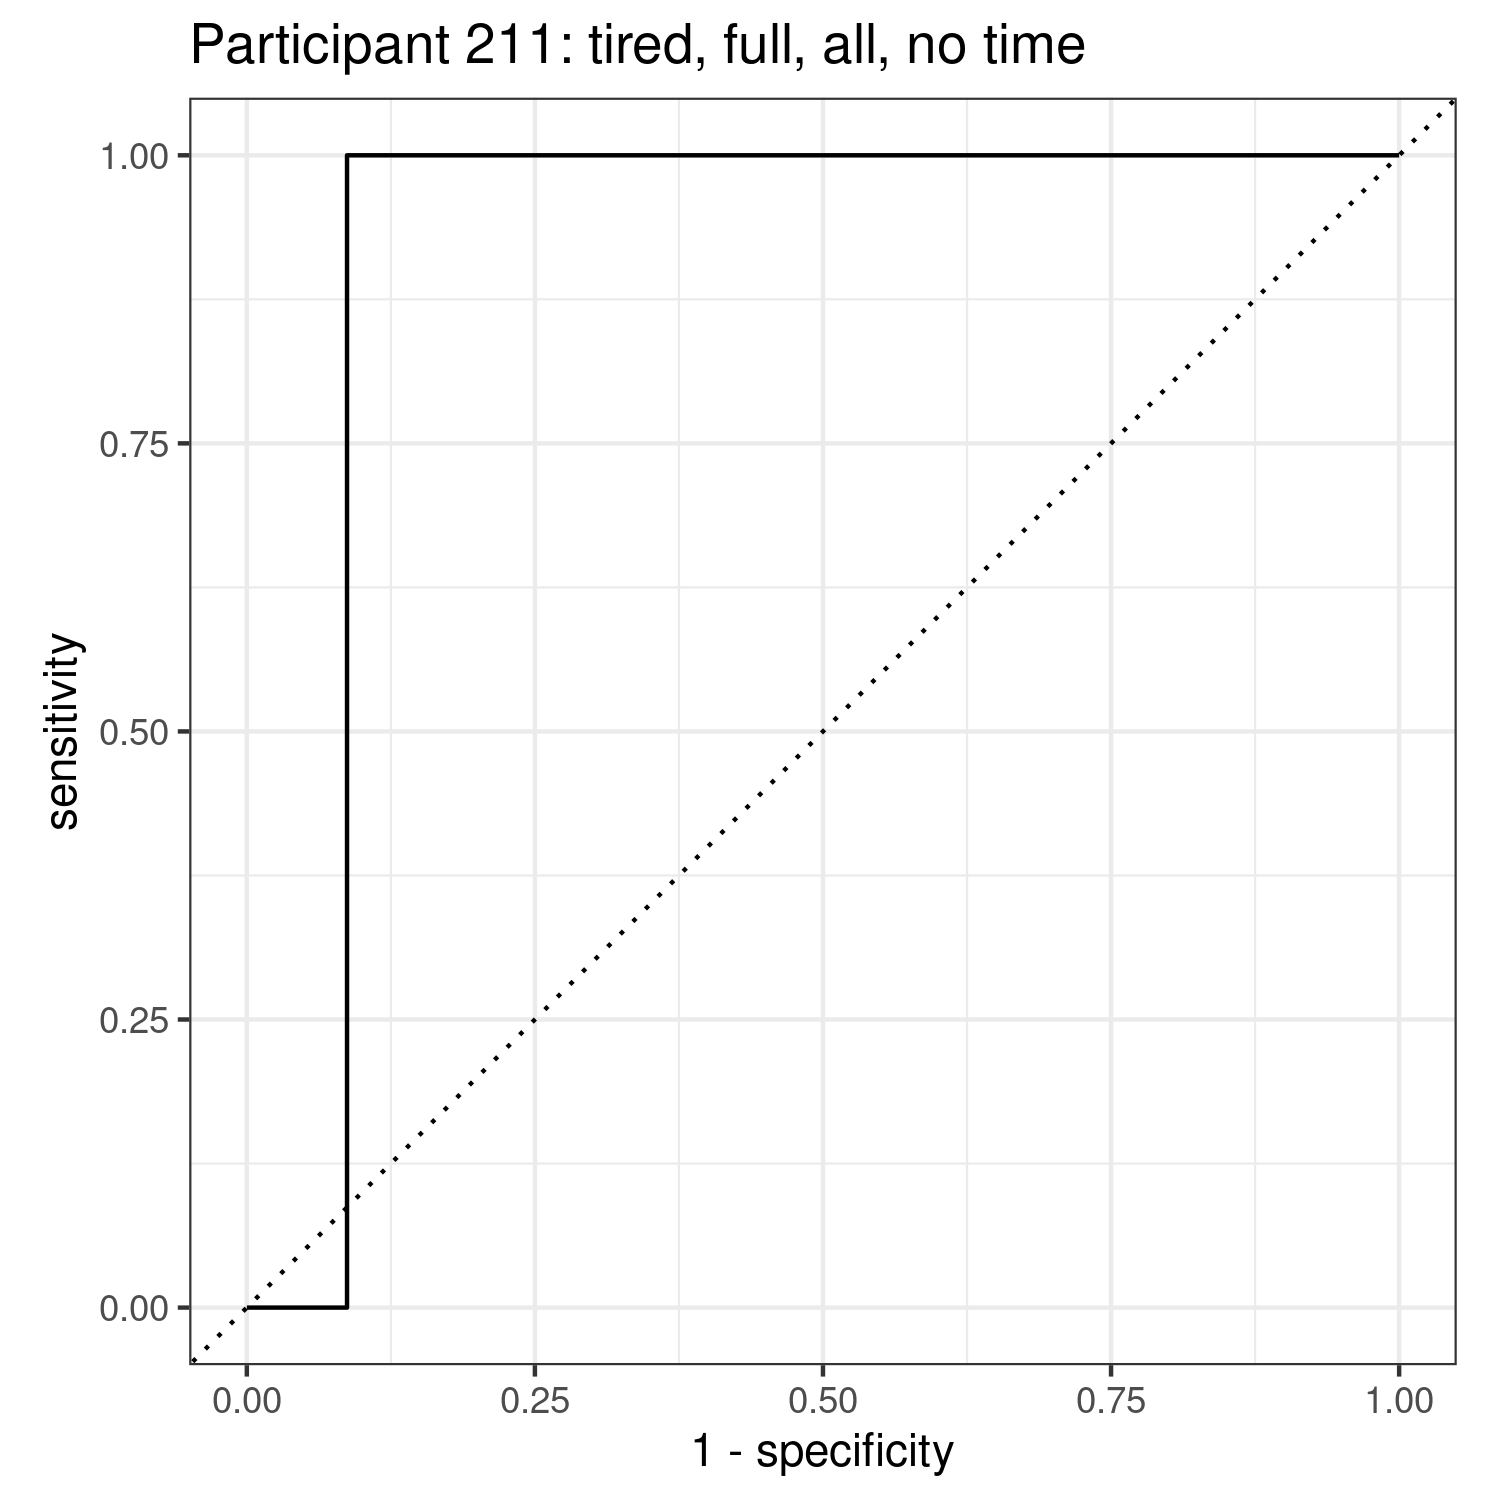 Participant 211: tired, full, all, no time
1.00
0.75
0.50
0.25
0.00
sensitivity
0.00 0.25 0.50 0.75 1.00
1 - specificity